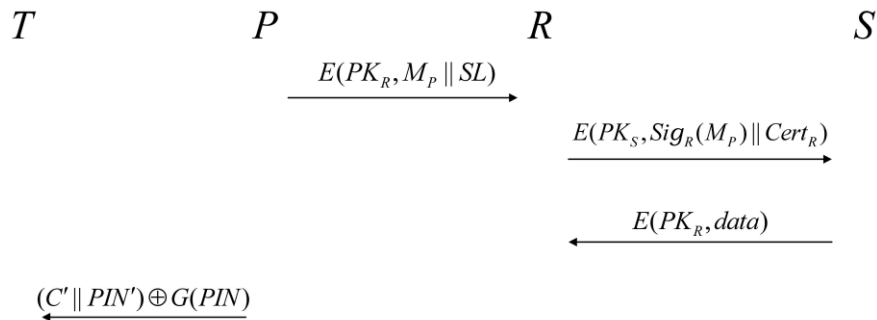 T P R S
E(PK_R, M_P || SL)
E(PK_S, Sig_R(M_P) || Cert_R)
E(PK_R, data)
(C′ || PIN′) ⊕ G(PIN)